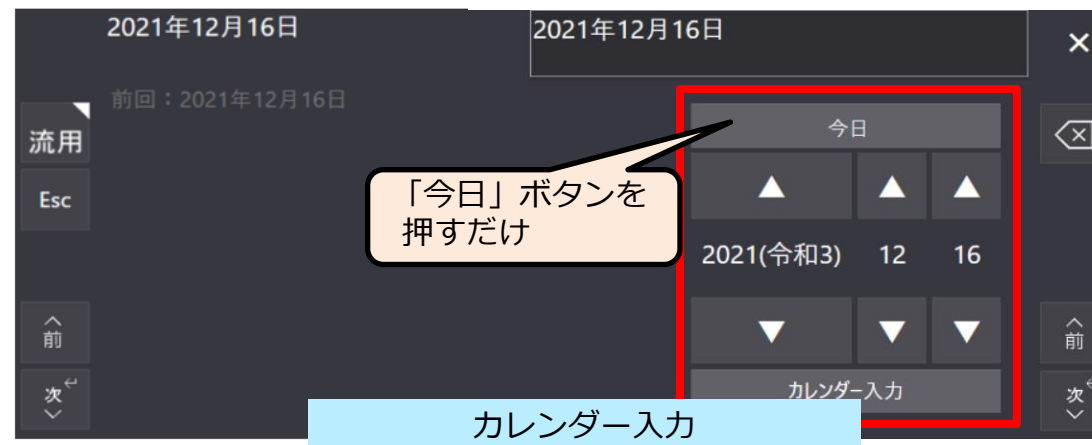 2021年12月16日
2021年12月16日
×
前回：2021年12月16日
流用
今日
「今日」ボタンを
押すだけ
Esc
▲ ▲ ▲
2021(令和3) 12 16
▼ ▼ ▼
前
前
次
カレンダー入力
次
カレンダー入力